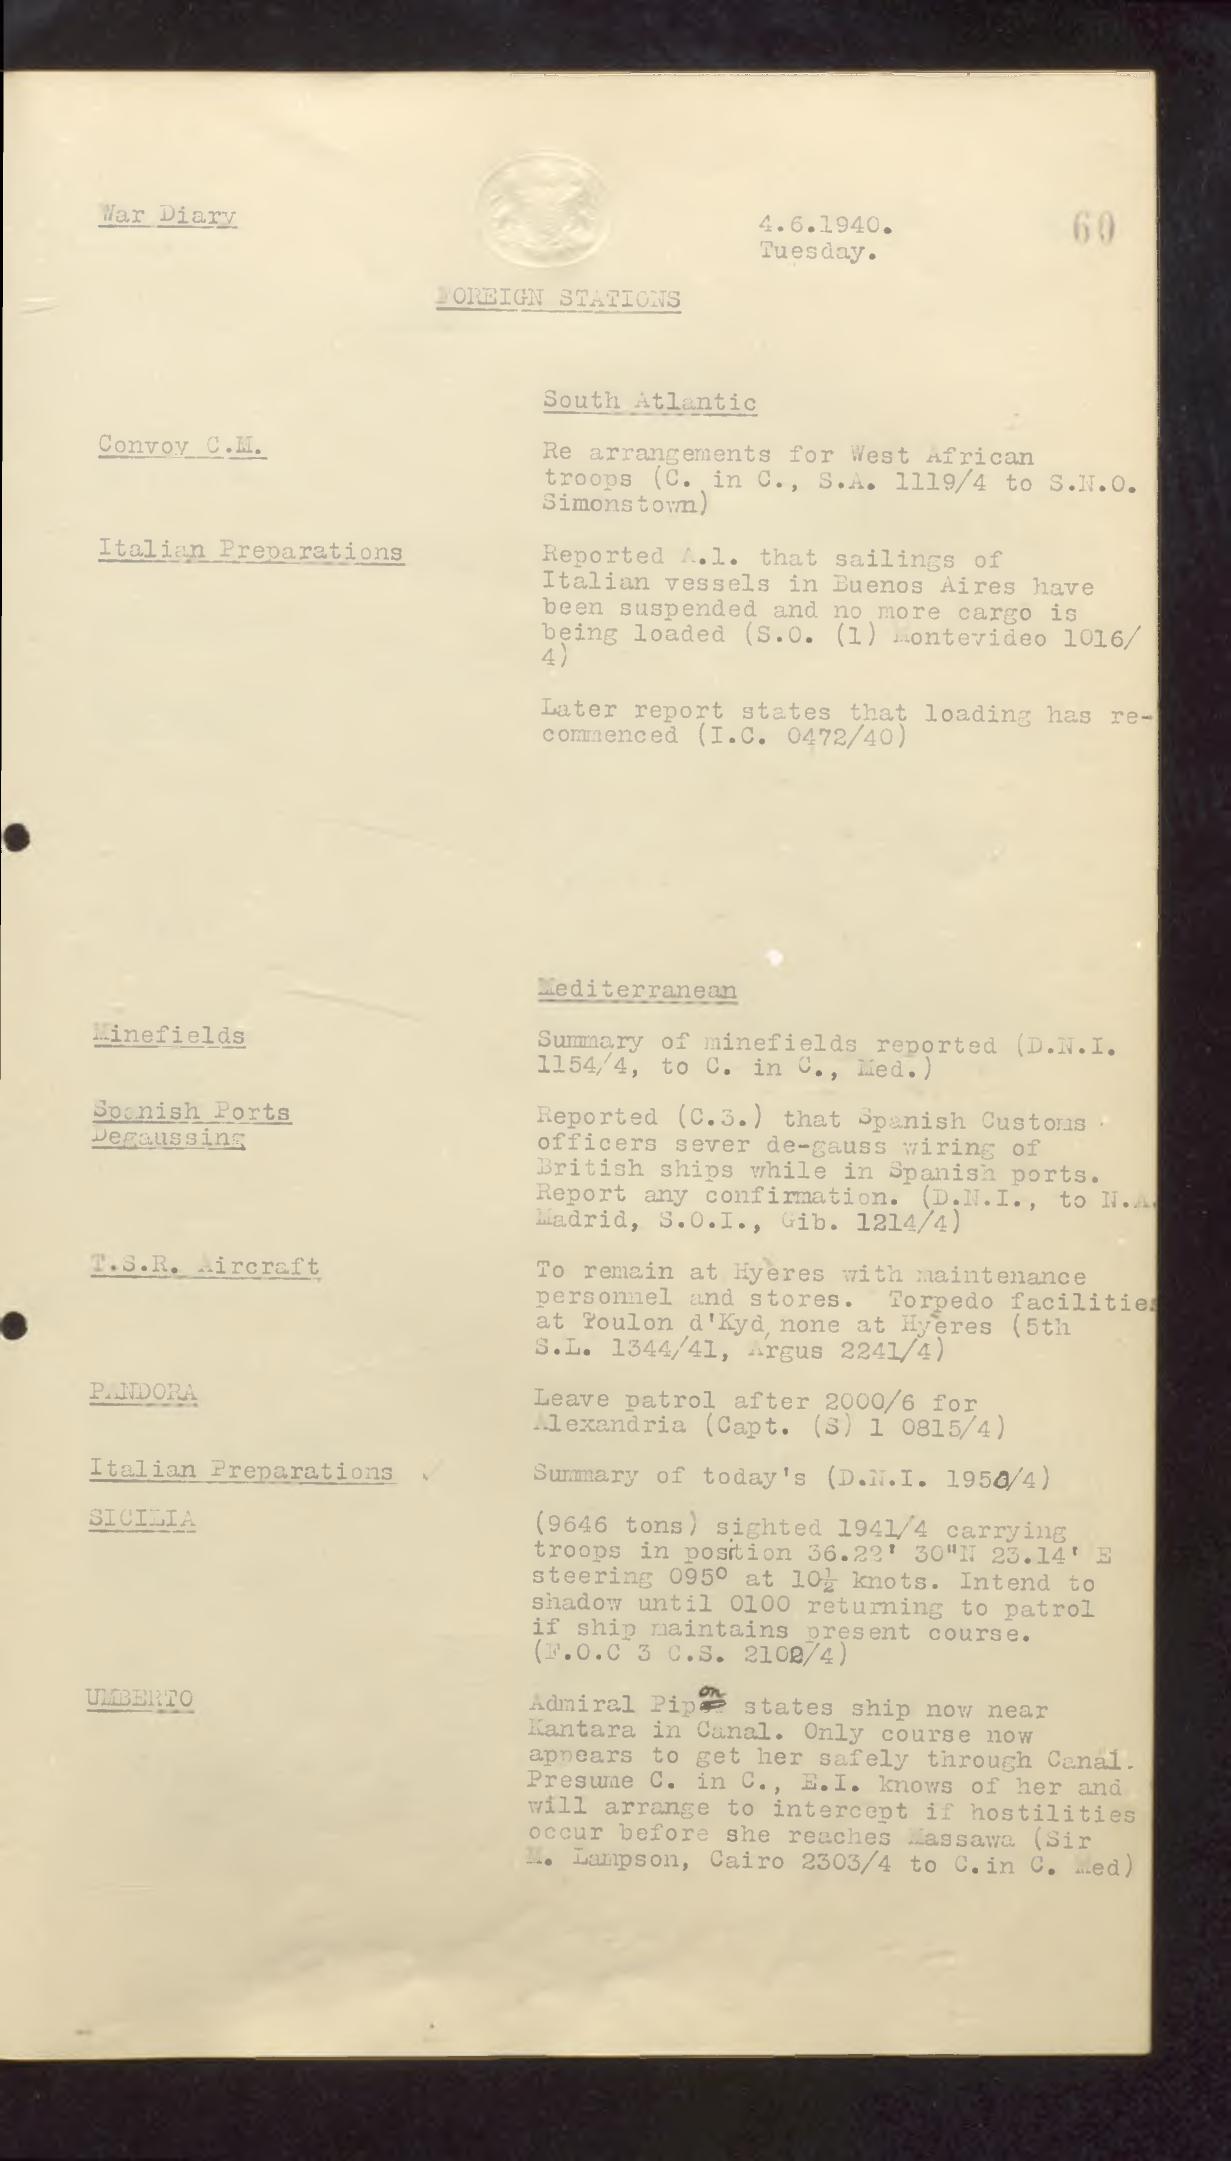 War Diary
4.6.1940.
Tuesday.
60
FOREIGN STATIONS
South Atlantic
Convoy C.M.
Re arrangements for West African
troops (C. in C., S.A. 1119/4 to S.N.O.
Simonstown)
Italian Preparations
Reported A.1. that sailings of
Italian vessels in Buenos Aires have
been suspended and no more cargo is
being loaded (S.O. (1) Montevideo 1016/
4)
Later report states that loading has re-
commenced (I.C. 0472/40)
Mediterranean
Minefields
Summary of minefields reported (D.N.I.
1154/4, to C. in C., Med.)
Spanish Ports
Degaussing
Reported (C.3.) that Spanish Customs
officers sever de-gauss wiring of
British ships while in Spanish ports.
Report any confirmation. (D.N.I., to N.A.
Madrid, S.O.I., Gib. 1214/4)
T.S.R. Aircraft
To remain at Hyères with maintenance
personnel and stores. Torpedo facilities
at Toulon d'Kyd, none at Hyères (5th
S.L. 1344/41, Argus 2241/4)
PANDORA
Leave patrol after 2000/6 for
Alexandria (Capt. (S) 1 0815/4)
Italian Preparations
Summary of today's (D.N.I. 1950/4)
SICILIA
(9646 tons) sighted 1941/4 carrying
troops in position 36.22' 30"N 23.14' E
steering 095° at 10½ knots. Intend to
shadow until 0100 returning to patrol
if ship maintains present course.
(F.O.C 3 C.S. 2102/4)
UMBERTO
Admiral Pipon states ship now near
Kantara in Canal. Only course now
appears to get her safely through Canal.
Presume C. in C., E.I. knows of her and
will arrange to intercept if hostilities
occur before she reaches Massawa (Sir
M. Lampson, Cairo 2303/4 to C.in C. Med)